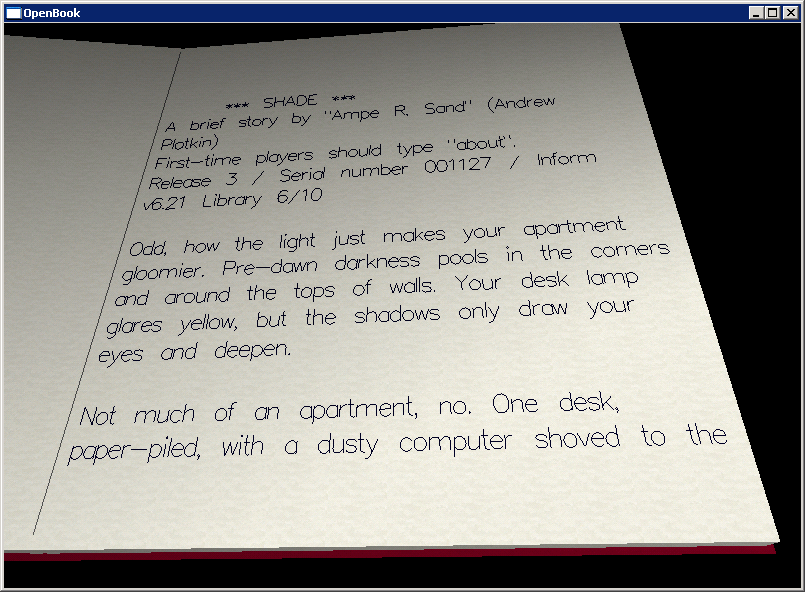 OpenBook
*** SHADE ***
A brief story by "Ampe R. Sand" (Andrew
Plotkin)
First-time players should type "about".
Release 3 / Serial number 001127 / Inform
v6.21 Library 6/10
Odd, how the light just makes your apartment
gloomier. Pre-dawn darkness pools in the corners
and around the tops of walls. Your desk lamp
glares yellow, but the shadows only draw your
eyes and deepen.
Not much of an apartment, no. One desk,
paper-piled, with a dusty computer shoved to the